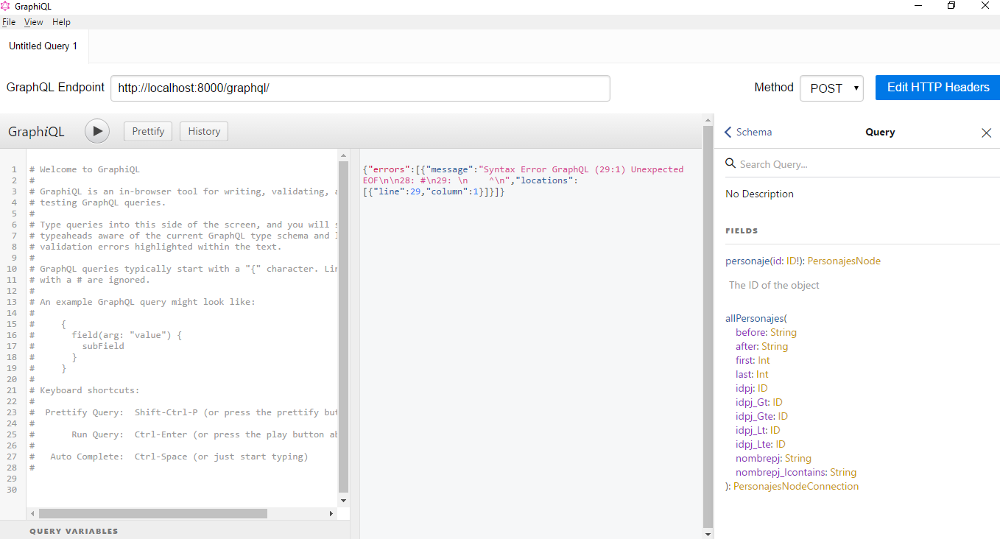 GraphiQL
File View Help
Untitled Query 1
GraphQL Endpoint http://localhost:8000/graphql/ Method POST Edit HTTP Headers
GraphiQL Prettify History
1 # Welcome to GraphiQL
2 #
3 # GraphiQL is an in-browser tool for writing, validating,
4 # testing GraphQL queries.
5 #
6 # Type queries into this side of the screen, and you will
7 # typeaheads aware of the current GraphQL type schema and
8 # validation errors highlighted within the text.
9 #
10 # GraphQL queries typically start with a "{" character.
11 # with a # are ignored.
12 #
13 # An example GraphQL query might look like:
14 #
15 #     {
16 #       field(arg: "value") {
17 #         subField
18 #       }
19 #     }
20 #
21 # Keyboard shortcuts:
22 #
23 #  Prettify Query:  Shift-Ctrl-P (or press the prettify
24 #
25 #       Run Query:  Ctrl-Enter (or press the play button
26 #
27 #   Auto Complete:  Ctrl-Space (or just start typing)
28 #
29
30
QUERY VARIABLES
{"errors":[{"message":"Syntax Error GraphQL (29:1) Unexpected
EOF\n\n28: #\n29: \n    ^\n","locations":
[{"line":29,"column":1}]}]}
Schema Query
Search Query...
No Description
FIELDS
personaje(id: ID!): PersonajesNode
The ID of the object
allPersonajes(
before: String
after: String
first: Int
last: Int
idpj: ID
idpj_Gt: ID
idpj_Gte: ID
idpj_Lt: ID
idpj_Lte: ID
nombrepj: String
nombrepj_Icontains: String
): PersonajesNodeConnection